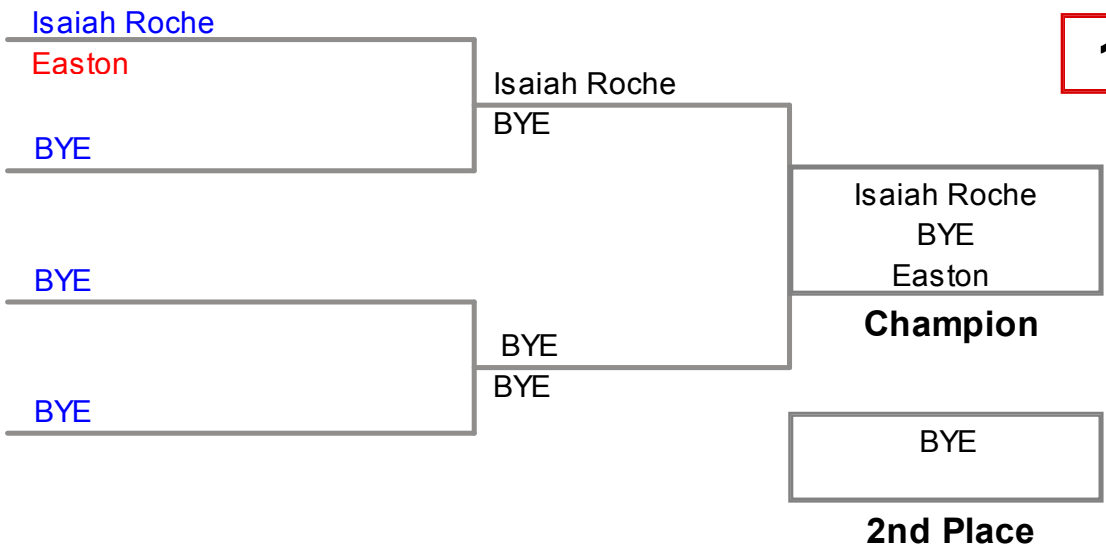 Isaiah Roche
Easton
Isaiah Roche
BYE
BYE
Isaiah Roche
BYE
Easton
Champion
BYE
BYE
BYE
BYE
BYE
2nd Place